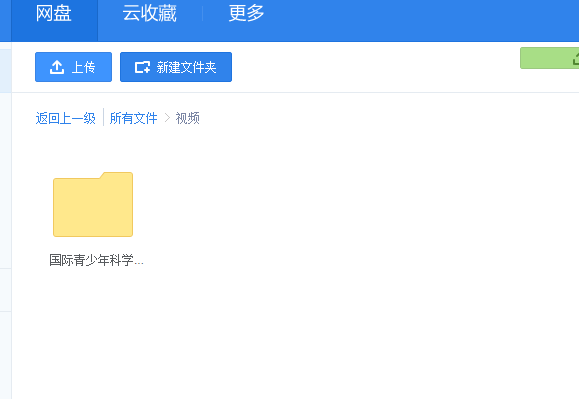 网盘 云收藏 更多
上传 新建文件夹
返回上一级 所有文件 > 视频
国际青少年科学...